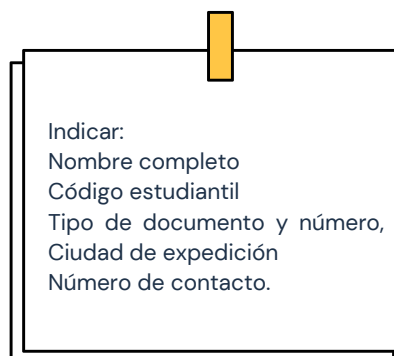 Indicar:
Nombre completo
Código estudiantil
Tipo de documento y número,
Ciudad de expedición
Número de contacto.